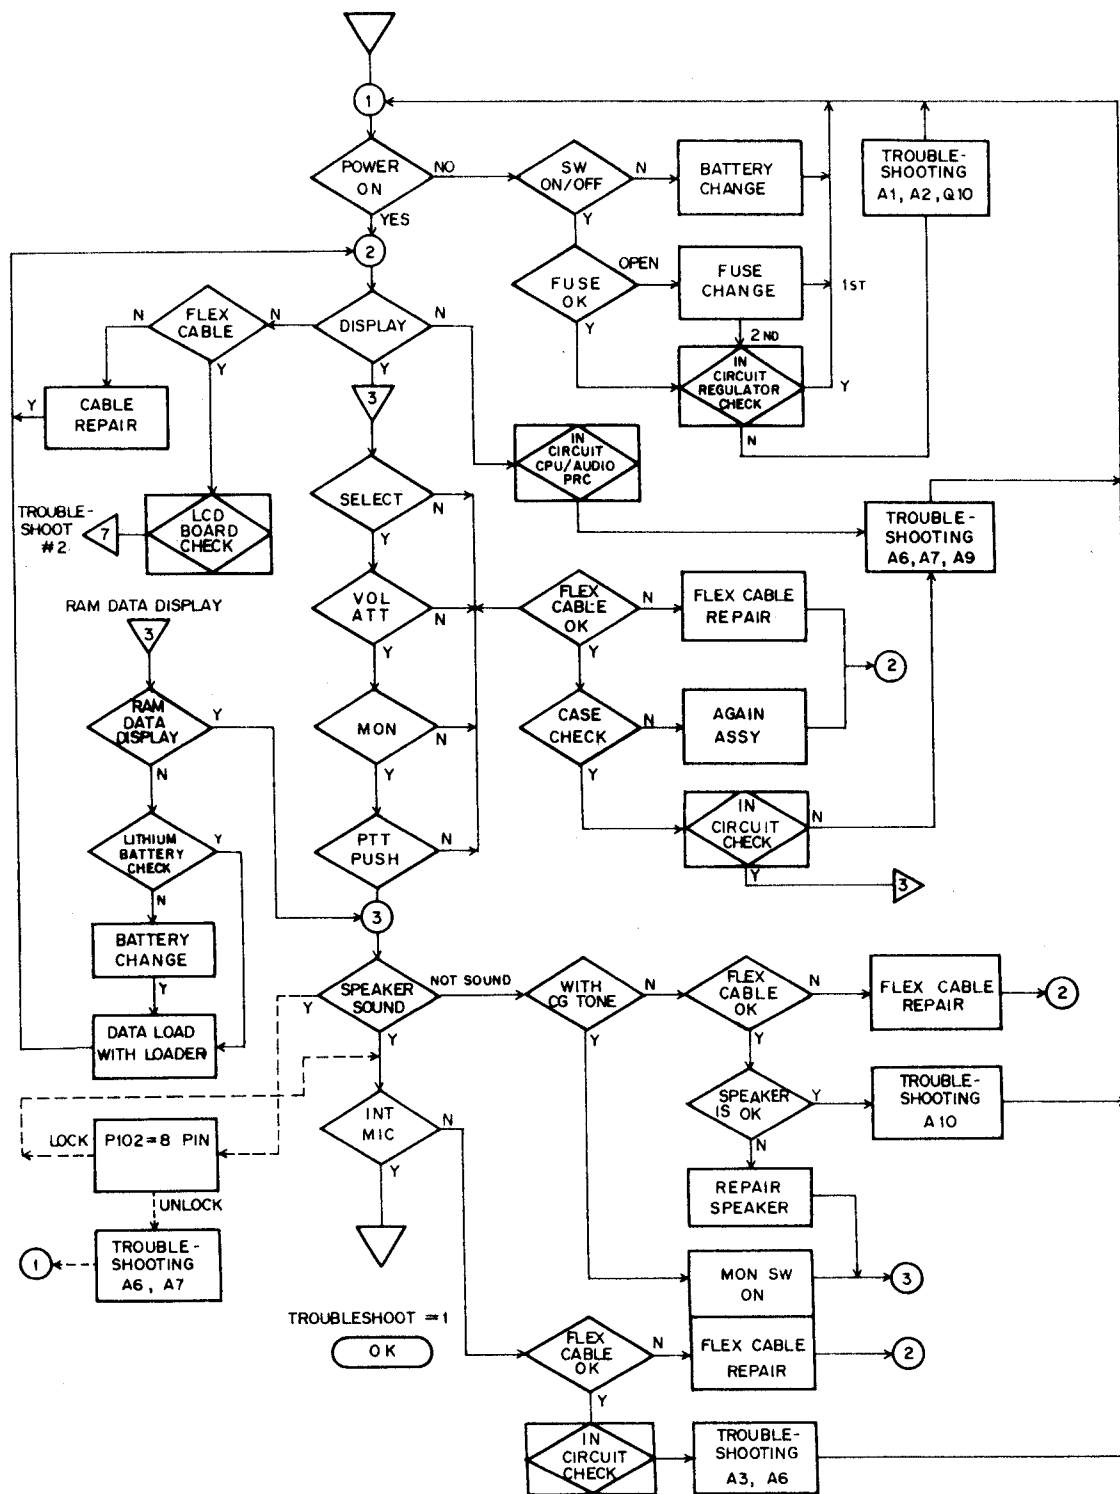 1
POWER
ON
NO
YES
SW
ON/OFF
N
Y
BATTERY
CHANGE
TROUBLE-
SHOOTING
A1, A2, Q10
2
FUSE
OK
OPEN
Y
FUSE
CHANGE
1ST
2ND
IN
CIRCUIT
REGULATOR
CHECK
Y
N
DISPLAY
N
N
Y
FLEX
CABLE
N
Y
CABLE
REPAIR
Y
3
IN
CIRCUIT
CPU/AUDIO
PRC
SELECT
N
Y
TROUBLE-
SHOOT
#2
7
LCD
BOARD
CHECK
TROUBLE-
SHOOTING
A6, A7, A9
RAM DATA DISPLAY
3
VOL
ATT
N
Y
FLEX
CABLE
OK
N
Y
FLEX CABLE
REPAIR
2
RAM
DATA
DISPLAY
Y
N
MON
N
Y
CASE
CHECK
N
Y
AGAIN
ASSY
LITHIUM
BATTERY
CHECK
Y
N
PTT
PUSH
N
IN
CIRCUIT
CHECK
N
Y
3
3
BATTERY
CHANGE
Y
DATA LOAD
WITH LOADER
SPEAKER
SOUND
Y
NOT SOUND
Y
WITH
CG TONE
N
Y
FLEX
CABLE
OK
N
Y
FLEX CABLE
REPAIR
2
SPEAKER
IS OK
Y
N
TROUBLE-
SHOOTING
A10
INT
MIC
N
Y
LOCK
P102=8 PIN
UNLOCK
REPAIR
SPEAKER
1
TROUBLE-
SHOOTING
A6, A7
MON SW
ON
3
TROUBLESHOOT #1
OK
FLEX
CABLE
OK
N
Y
FLEX CABLE
REPAIR
2
IN
CIRCUIT
CHECK
TROUBLE-
SHOOTING
A3, A6